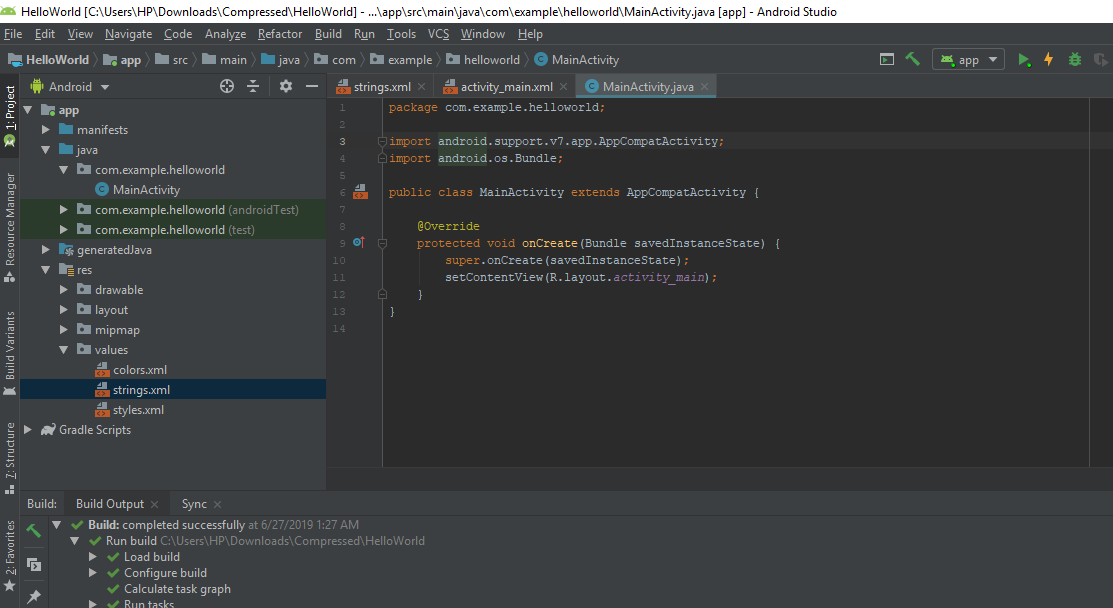 HelloWorld [C:\Users\HP\Downloads\Compressed\HelloWorld] - ...\app\src\main\java\com\example\helloworld\MainActivity.java [app] - Android Studio
File Edit View Navigate Code Analyze Refactor Build Run Tools VCS Window Help
HelloWorld app src main java com example helloworld MainActivity app
1: Project
Resource Manager
Build Variants
7: Structure
2: Favorites
Android
app
manifests
java
com.example.helloworld
MainActivity
com.example.helloworld (androidTest)
com.example.helloworld (test)
generatedJava
res
drawable
layout
mipmap
values
colors.xml
strings.xml
styles.xml
Gradle Scripts
strings.xml activity_main.xml MainActivity.java
1 package com.example.helloworld;
2
3 import android.support.v7.app.AppCompatActivity;
4 import android.os.Bundle;
5
6 public class MainActivity extends AppCompatActivity {
7
8 @Override
9 protected void onCreate(Bundle savedInstanceState) {
10 super.onCreate(savedInstanceState);
11 setContentView(R.layout.activity_main);
12 }
13 }
14
Build: Build Output Sync
Build: completed successfully at 6/27/2019 1:27 AM
Run build C:\Users\HP\Downloads\Compressed\HelloWorld
Load build
Configure build
Calculate task graph
Run tasks